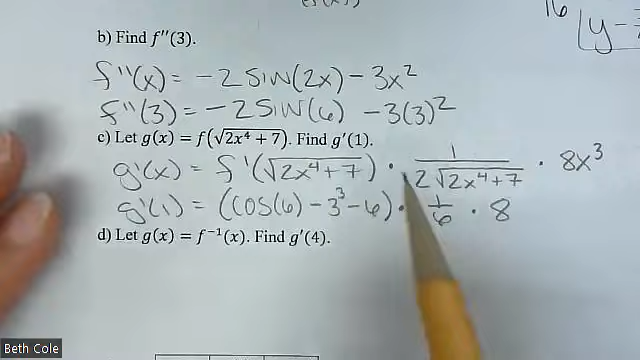 16
y -
b) Find f''(3).
f''(x) = -2 SIN(2x) - 3x²
f''(3) = -2 SIN(6) - 3(3)²
c) Let g(x) = f(√2x⁴ + 7). Find g'(1).
g'(x) = f'(√2x⁴+7) · 1/2√2x⁴+7 · 8x³
g'(1) = (COS(6) - 3³ - 6) · 1/6 · 8
d) Let g(x) = f⁻¹(x). Find g'(4).
Beth Cole